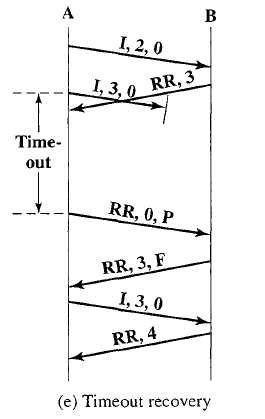 A B
I, 2, 0
I, 3, 0 RR, 3
Time-
out
RR, 0, P
RR, 3, F
I, 3, 0
RR, 4
(e) Timeout recovery